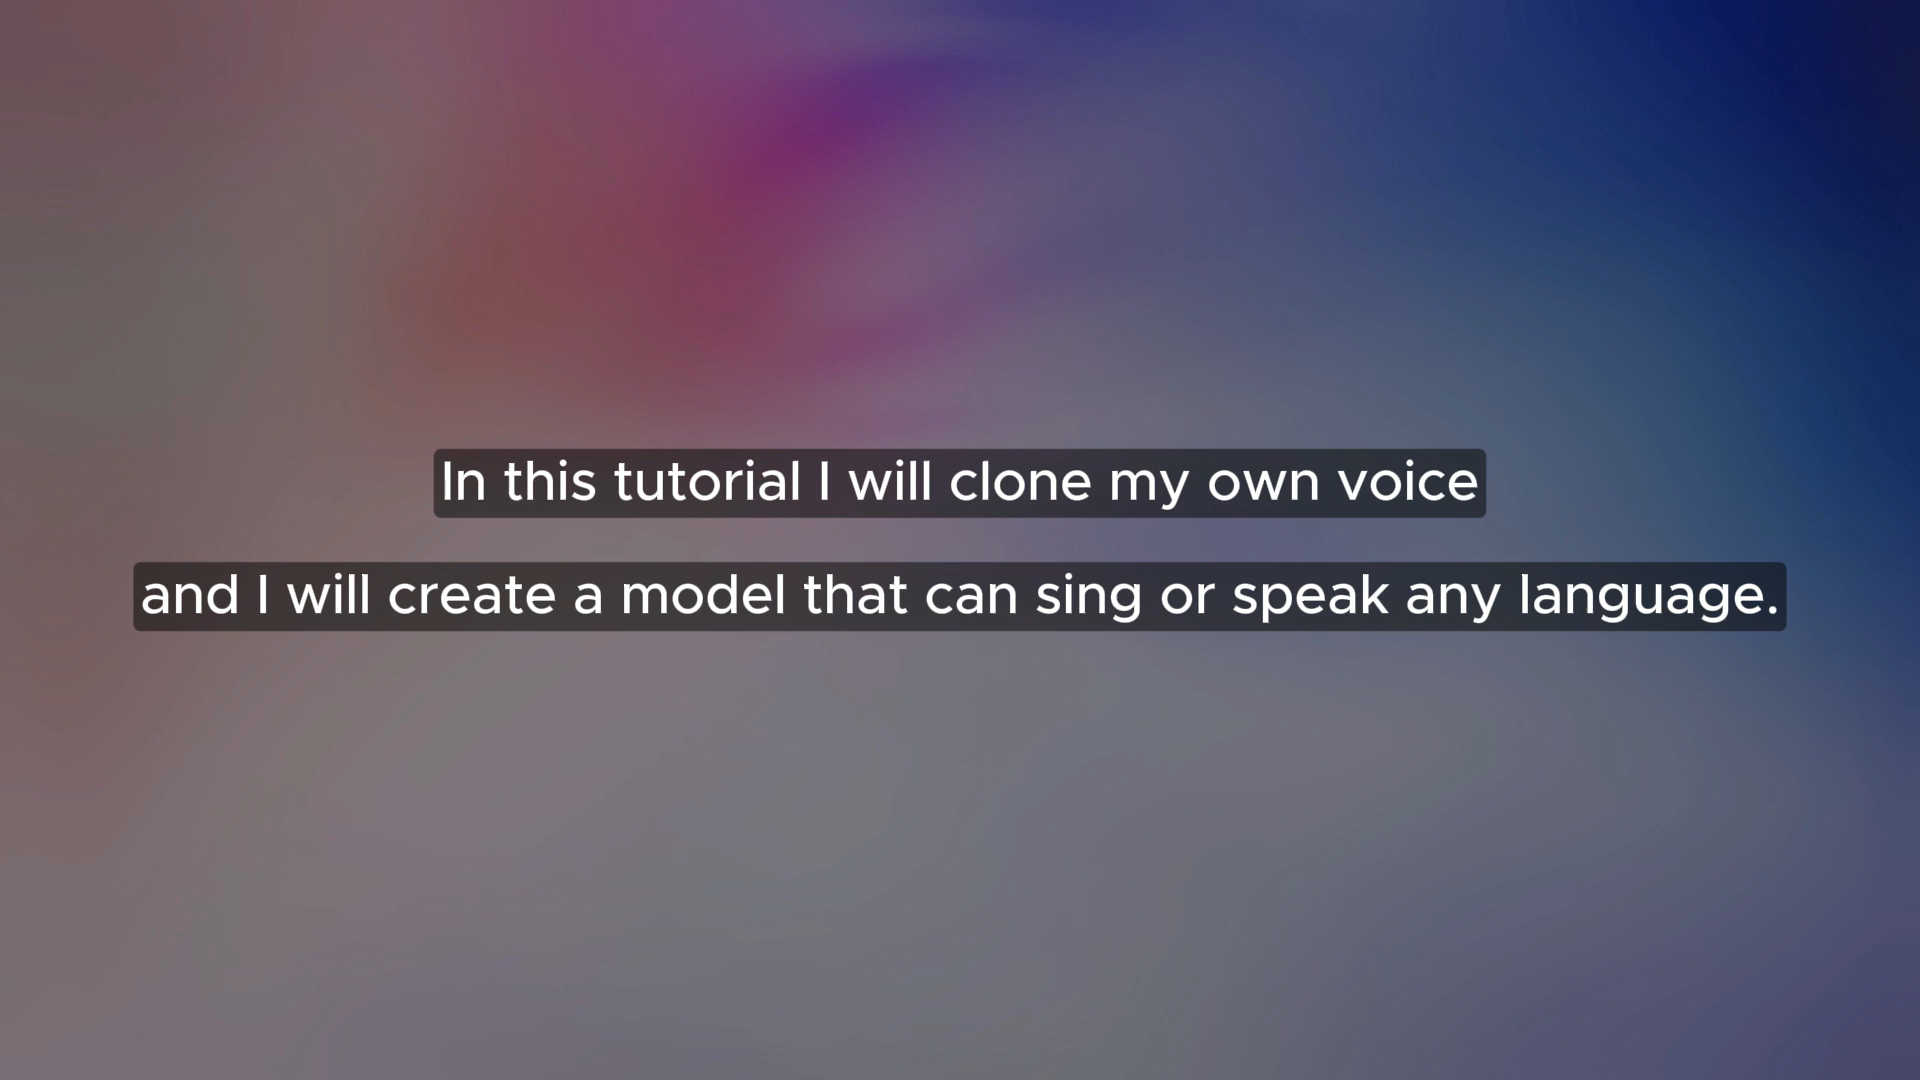 In this tutorial I will clone my own voice
and I will create a model that can sing or speak any language.